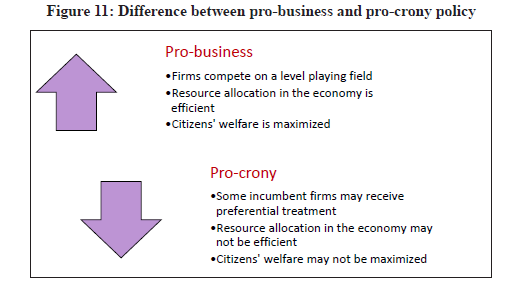 Figure 11: Difference between pro-business and pro-crony policy
Pro-business
•Firms compete on a level playing field
•Resource allocation in the economy is
efficient
•Citizens' welfare is maximized
Pro-crony
•Some incumbent firms may receive
preferential treatment
•Resource allocation in the economy may
not be efficient
•Citizens' welfare may not be maximized